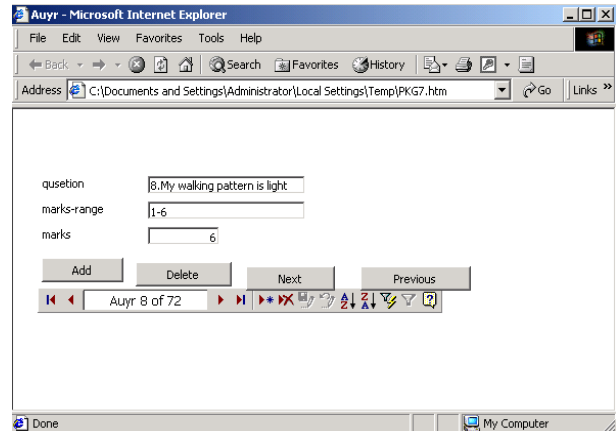 Auyr - Microsoft Internet Explorer
File Edit View Favorites Tools Help
Back Search Favorites History
Address C:\Documents and Settings\Administrator\Local Settings\Temp\PKG7.htm Go Links »
qusetion 8.My walking pattern is light
marks-range 1-6
marks 6
Add Delete Next Previous
Auyr 8 of 72
Done My Computer